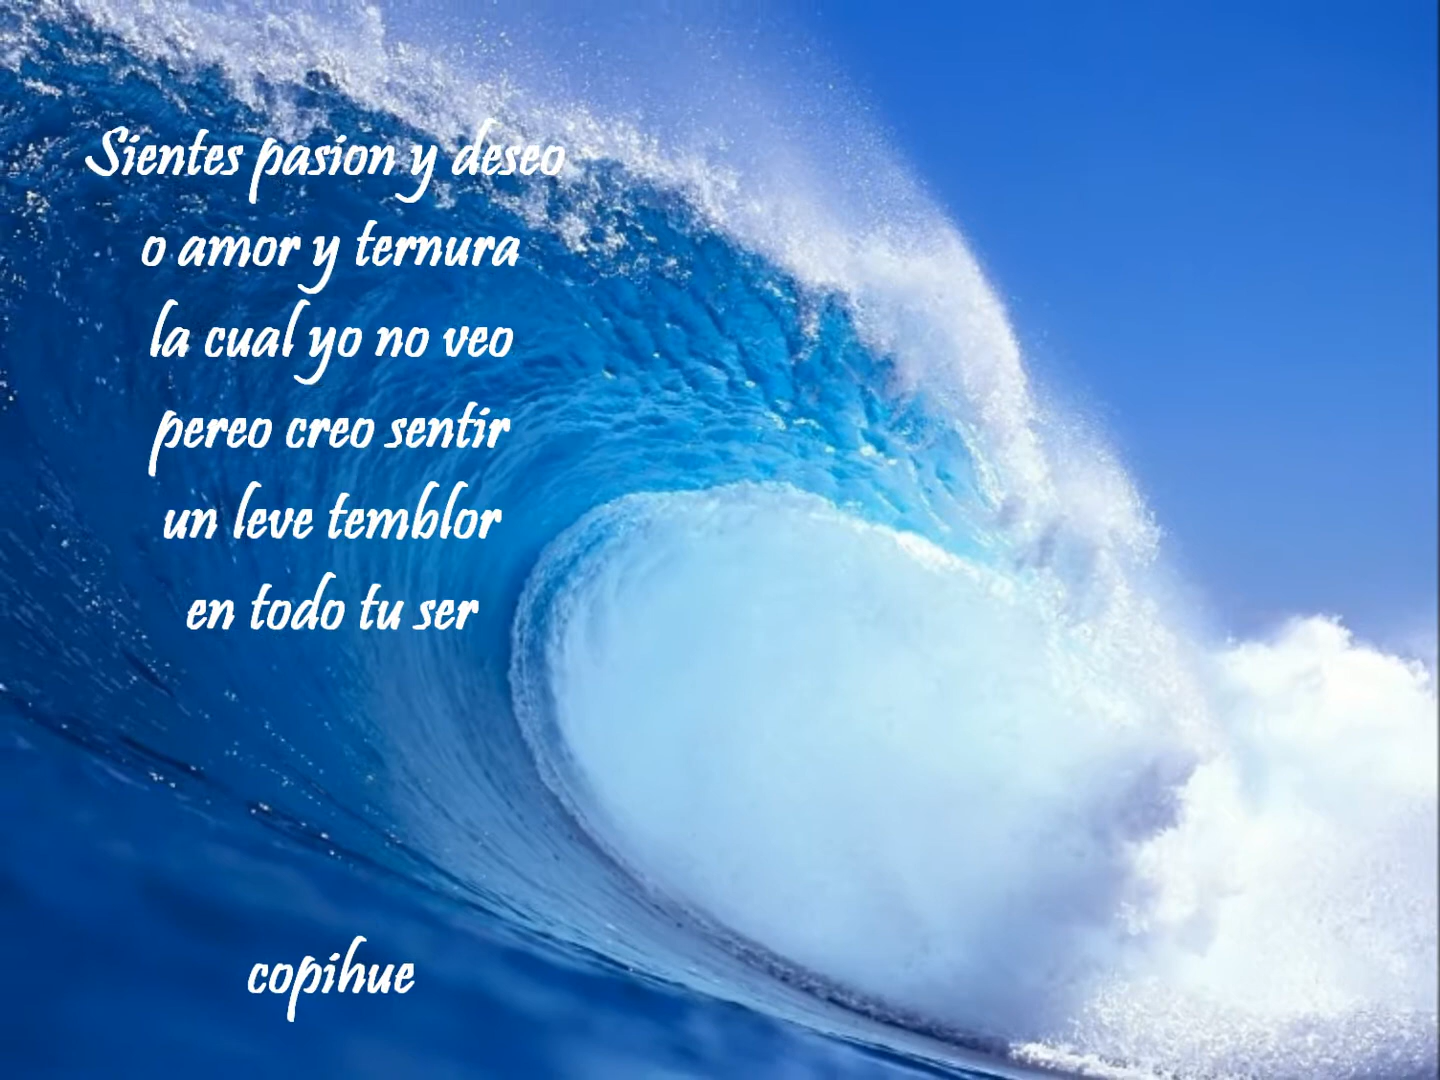 Sientes pasion y deseo
o amor y ternura
la cual yo no veo
pereo creo sentir
un leve temblor
en todo tu ser
copihue